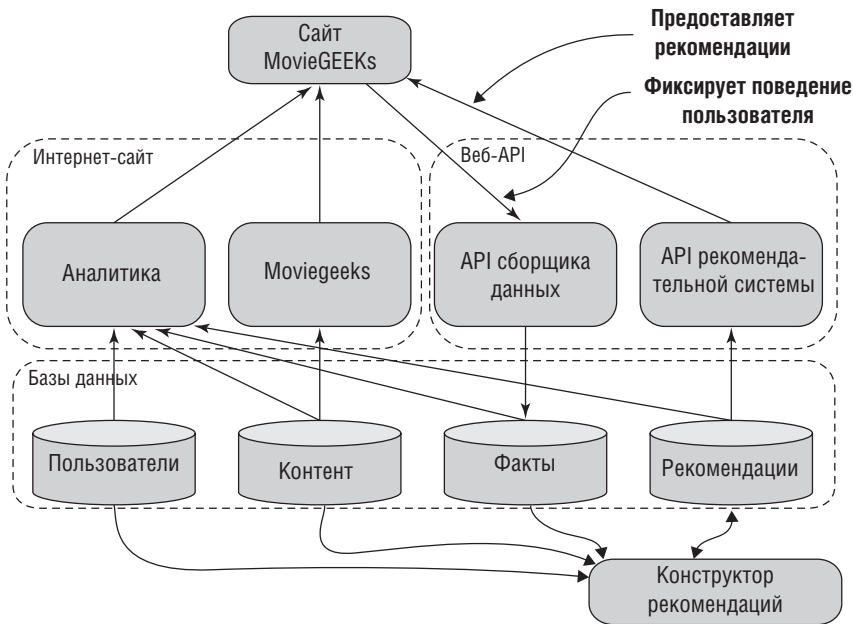 Сайт
MovieGEEKs
Предоставляет
рекомендации
Фиксирует поведение
пользователя
Интернет-сайт
Веб-API
Аналитика
Moviegeeks
API сборщика
данных
API рекоменда-
тельной системы
Базы данных
Пользователи
Контент
Факты
Рекомендации
Конструктор
рекомендаций